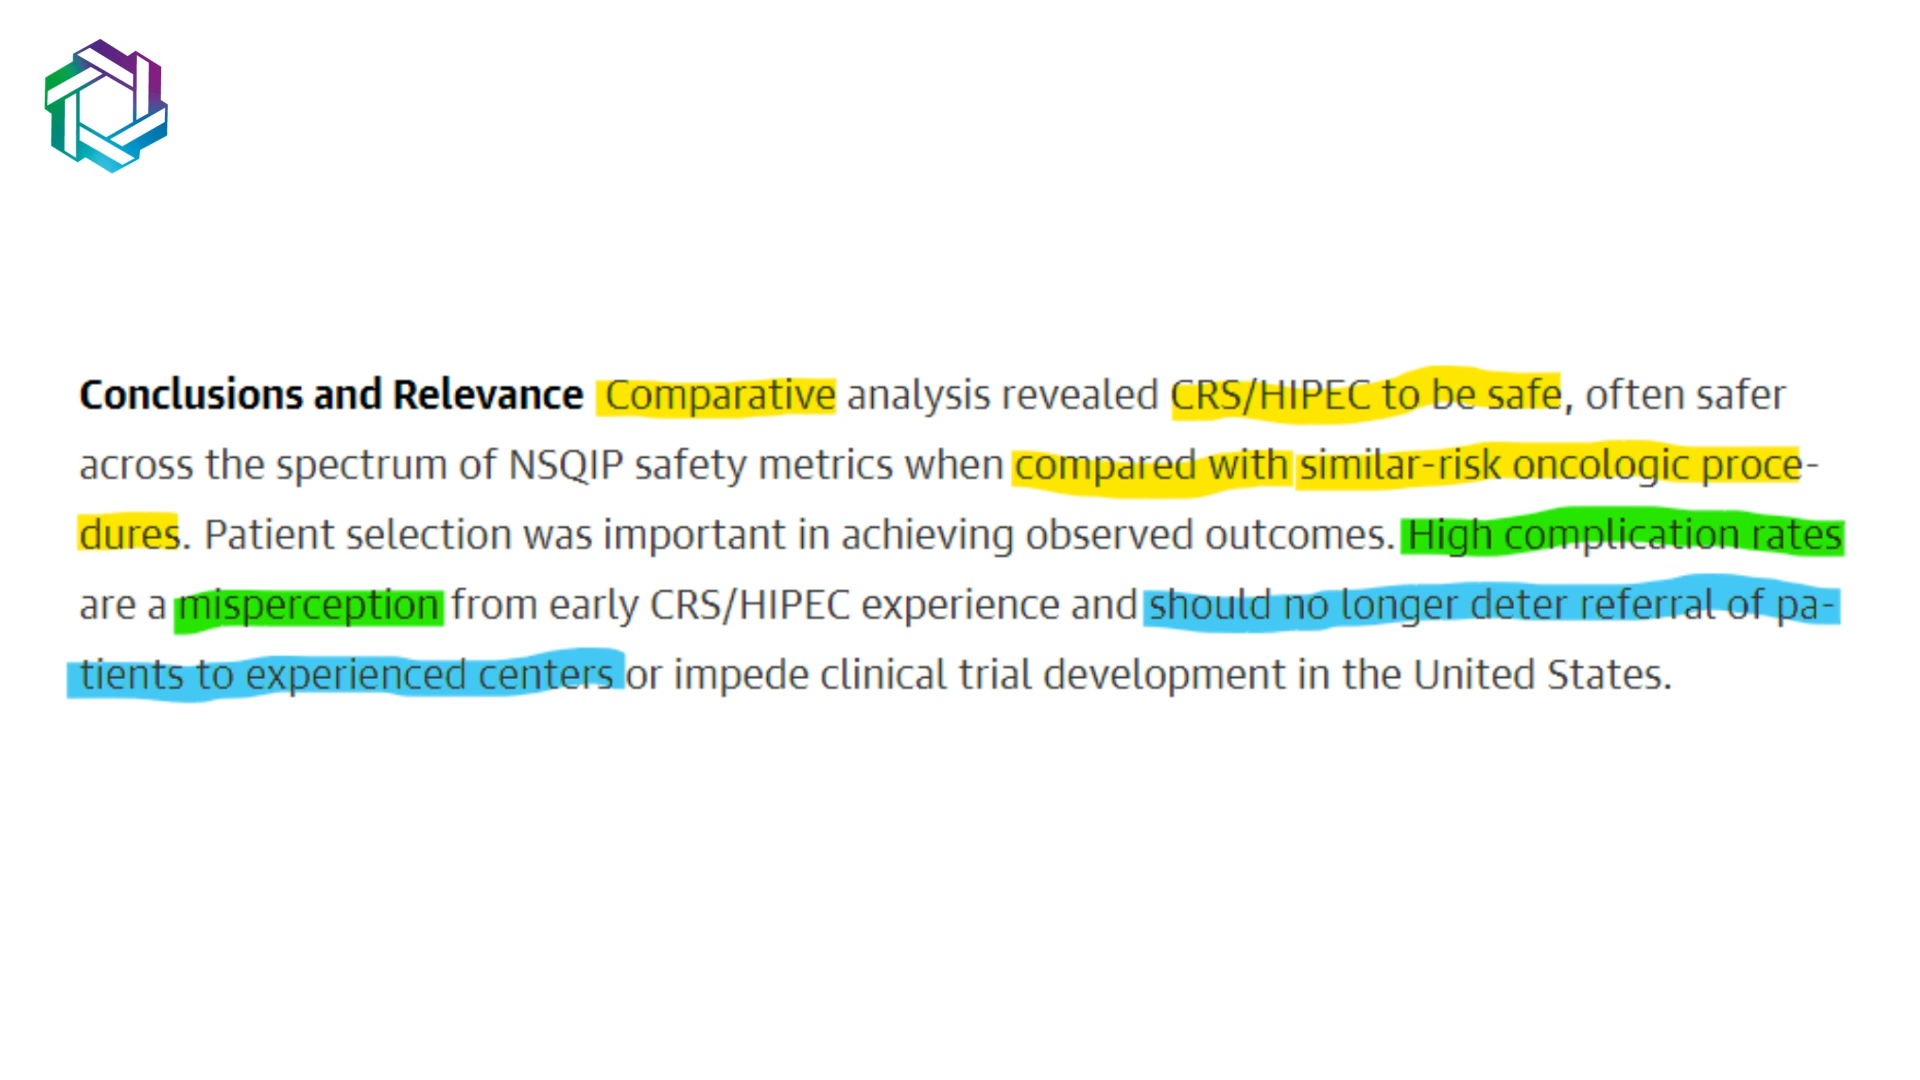 Conclusions and Relevance Comparative analysis revealed CRS/HIPEC to be safe, often safer
across the spectrum of NSQIP safety metrics when compared with similar-risk oncologic proce-
dures. Patient selection was important in achieving observed outcomes. High complication rates
are a misperception from early CRS/HIPEC experience and should no longer deter referral of pa-
tients to experienced centers or impede clinical trial development in the United States.